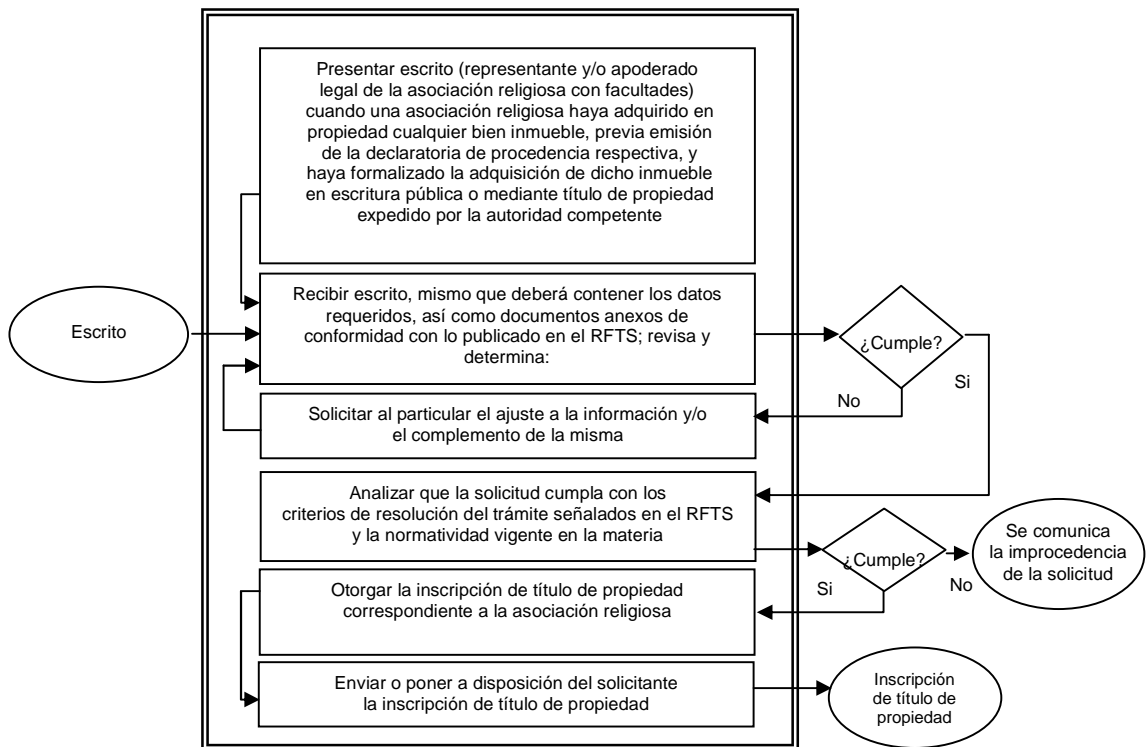 Presentar escrito (representante y/o apoderado
legal de la asociación religiosa con facultades)
cuando una asociación religiosa haya adquirido en
propiedad cualquier bien inmueble, previa emisión
de la declaratoria de procedencia respectiva, y
haya formalizado la adquisición de dicho inmueble
en escritura pública o mediante título de propiedad
expedido por la autoridad competente
Escrito
Recibir escrito, mismo que deberá contener los datos
requeridos, así como documentos anexos de
conformidad con lo publicado en el RFTS; revisa y
determina:
¿Cumple?
Si
No
Solicitar al particular el ajuste a la información y/o
el complemento de la misma
Analizar que la solicitud cumpla con los
criterios de resolución del trámite señalados en el RFTS
y la normatividad vigente en la materia
¿Cumple?
No
Se comunica
la improcedencia
de la solicitud
Si
Otorgar la inscripción de título de propiedad
correspondiente a la asociación religiosa
Enviar o poner a disposición del solicitante
la inscripción de título de propiedad
Inscripción
de título de
propiedad